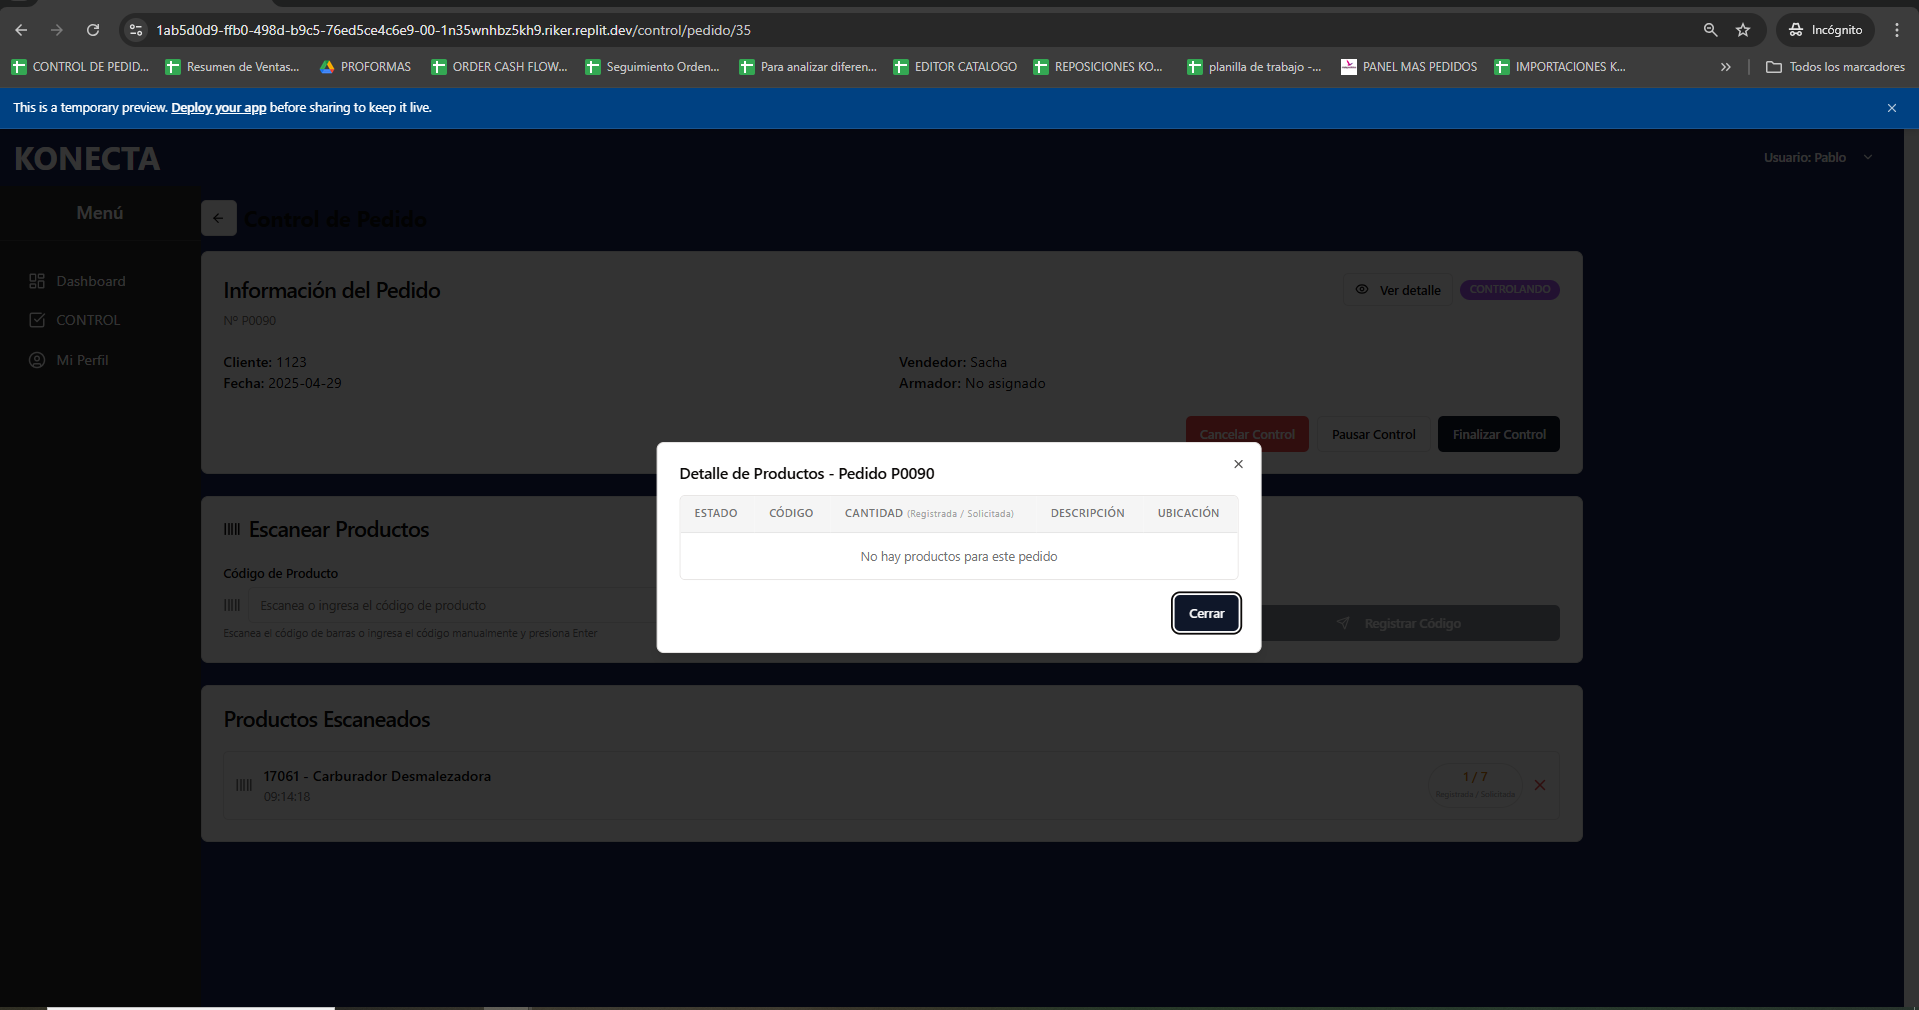 1ab5d0d9-ffb0-498d-b9c5-76ed5ce4c6e9-00-1n35wnhbz5kh9.riker.replit.dev/control/pedido/35
Incógnito
CONTROL DE PEDID...
Resumen de Ventas...
PROFORMAS
ORDER CASH FLOW...
Seguimiento Orden...
Para analizar diferen...
EDITOR CATALOGO
REPOSICIONES KO...
planilla de trabajo -...
PANEL MAS PEDIDOS
IMPORTACIONES K...
Todos los marcadores
This is a temporary preview. Deploy your app before sharing to keep it live.
KONECTA
Usuario: Pablo
Menú
Dashboard
CONTROL
Mi Perfil
Control de Pedido
Información del Pedido
Ver detalle
CONTROLANDO
Nº P0090
Cliente: 1123
Vendedor: Sacha
Fecha: 2025-04-29
Armador: No asignado
Cancelar Control
Pausar Control
Finalizar Control
Detalle de Productos - Pedido P0090
ESTADO
CÓDIGO
CANTIDAD (Registrada / Solicitada)
DESCRIPCIÓN
UBICACIÓN
No hay productos para este pedido
Cerrar
Escanear Productos
Código de Producto
Escanea o ingresa el código de producto
Escanea el código de barras o ingresa el código manualmente y presiona Enter
Registrar Código
Productos Escaneados
17061 - Carburador Desmalezadora
09:14:18
1 / 7
Registrada / Solicitada